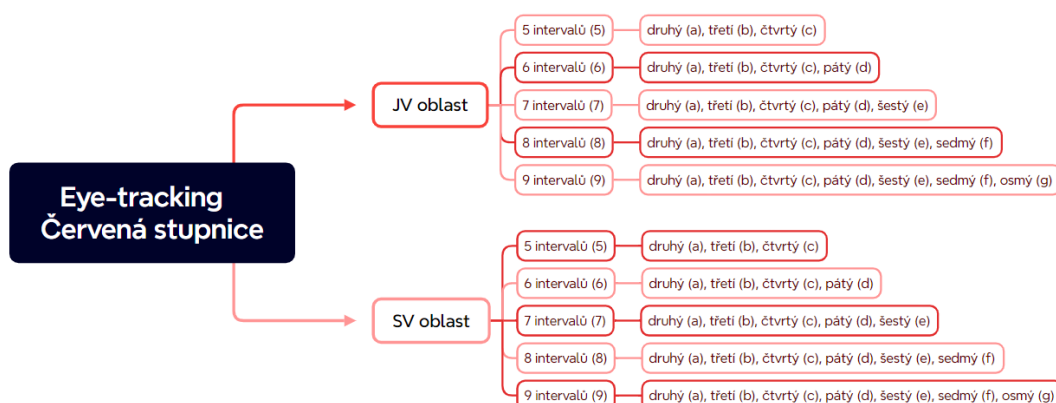 Eye-tracking
Červená stupnice
JV oblast
5 intervalů (5)
druhý (a), třetí (b), čtvrtý (c)
6 intervalů (6)
druhý (a), třetí (b), čtvrtý (c), pátý (d)
7 intervalů (7)
druhý (a), třetí (b), čtvrtý (c), pátý (d), šestý (e)
8 intervalů (8)
druhý (a), třetí (b), čtvrtý (c), pátý (d), šestý (e), sedmý (f)
9 intervalů (9)
druhý (a), třetí (b), čtvrtý (c), pátý (d), šestý (e), sedmý (f), osmý (g)
SV oblast
5 intervalů (5)
druhý (a), třetí (b), čtvrtý (c)
6 intervalů (6)
druhý (a), třetí (b), čtvrtý (c), pátý (d)
7 intervalů (7)
druhý (a), třetí (b), čtvrtý (c), pátý (d), šestý (e)
8 intervalů (8)
druhý (a), třetí (b), čtvrtý (c), pátý (d), šestý (e), sedmý (f)
9 intervalů (9)
druhý (a), třetí (b), čtvrtý (c), pátý (d), šestý (e), sedmý (f), osmý (g)